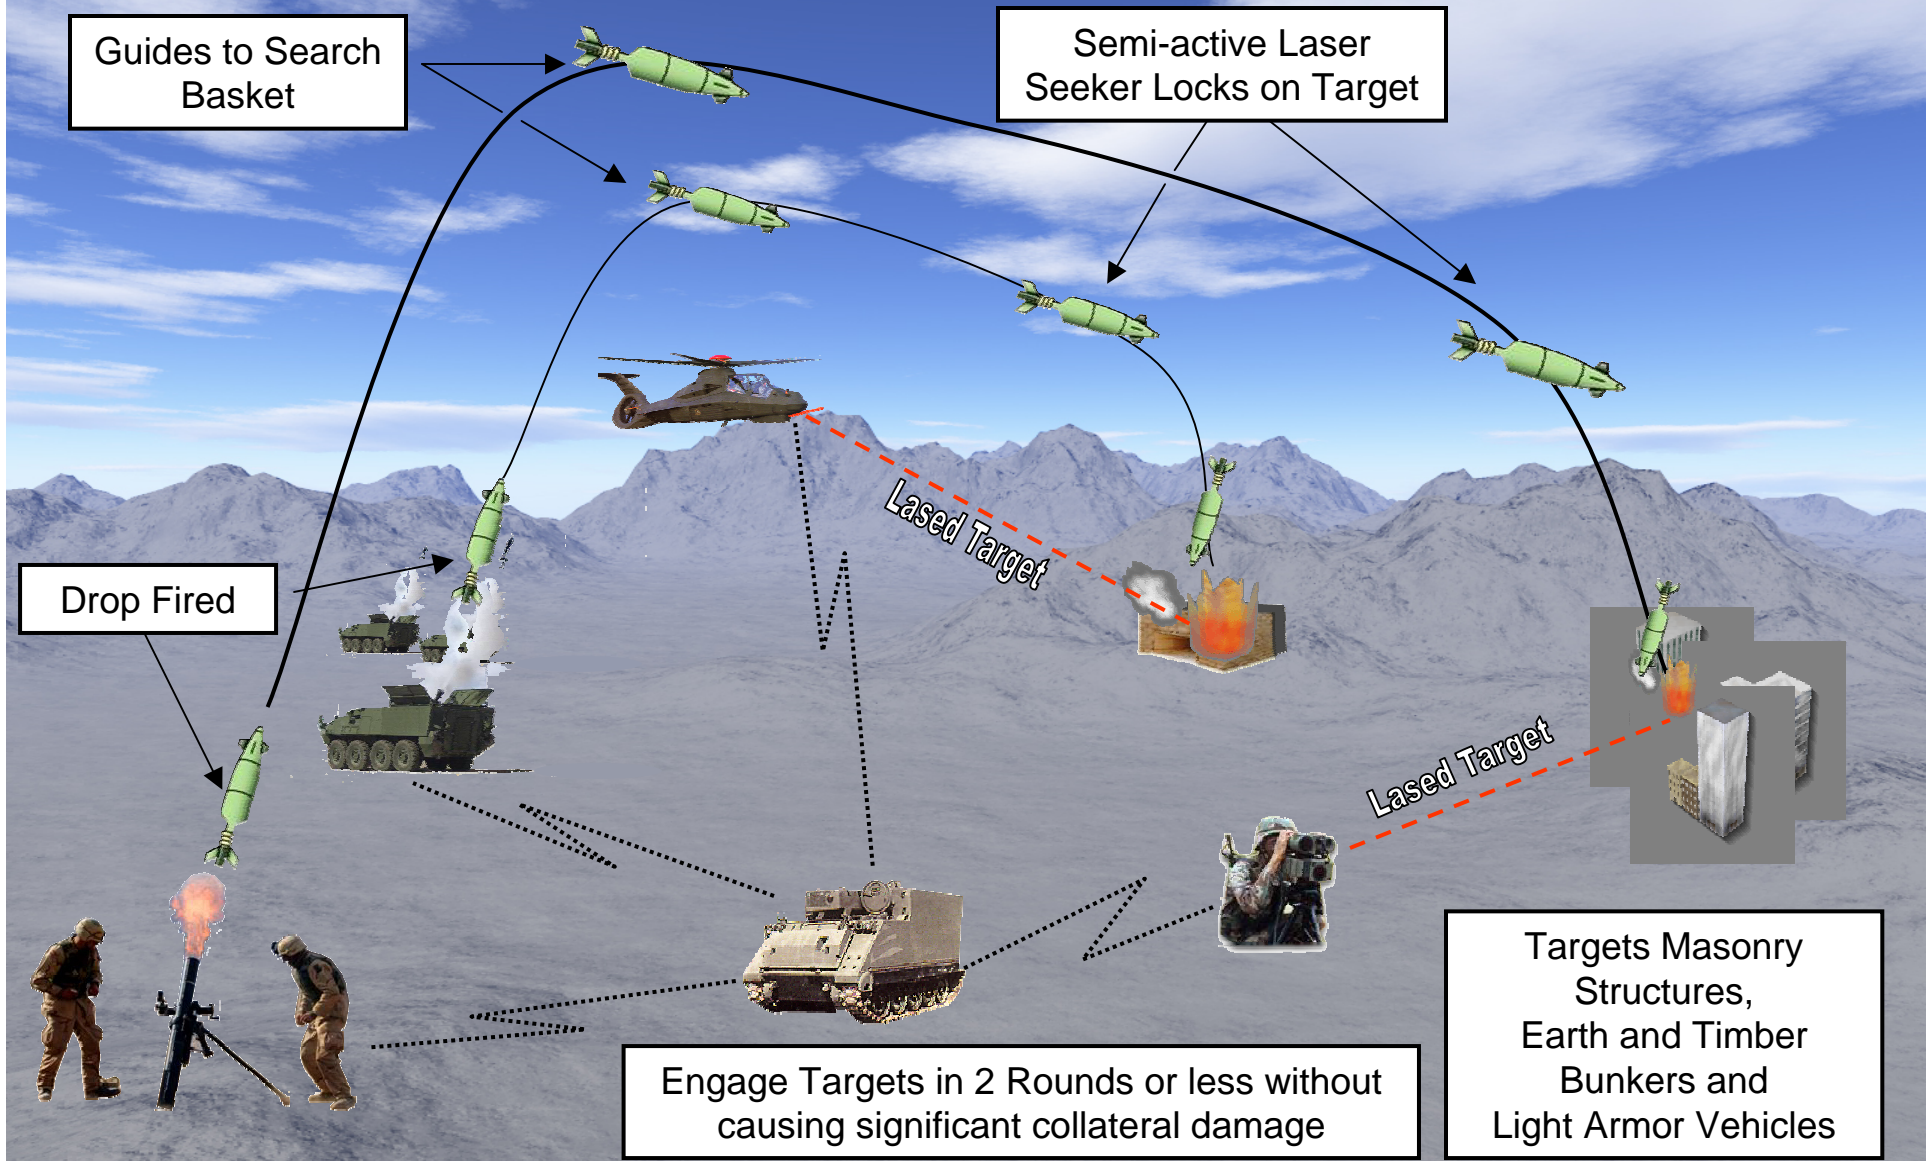 Guides to Search
Basket
Semi-active Laser
Seeker Locks on Target
Drop Fired
Lased Target
Lased Target
Engage Targets in 2 Rounds or less without
causing significant collateral damage
Targets Masonry
Structures,
Earth and Timber
Bunkers and
Light Armor Vehicles